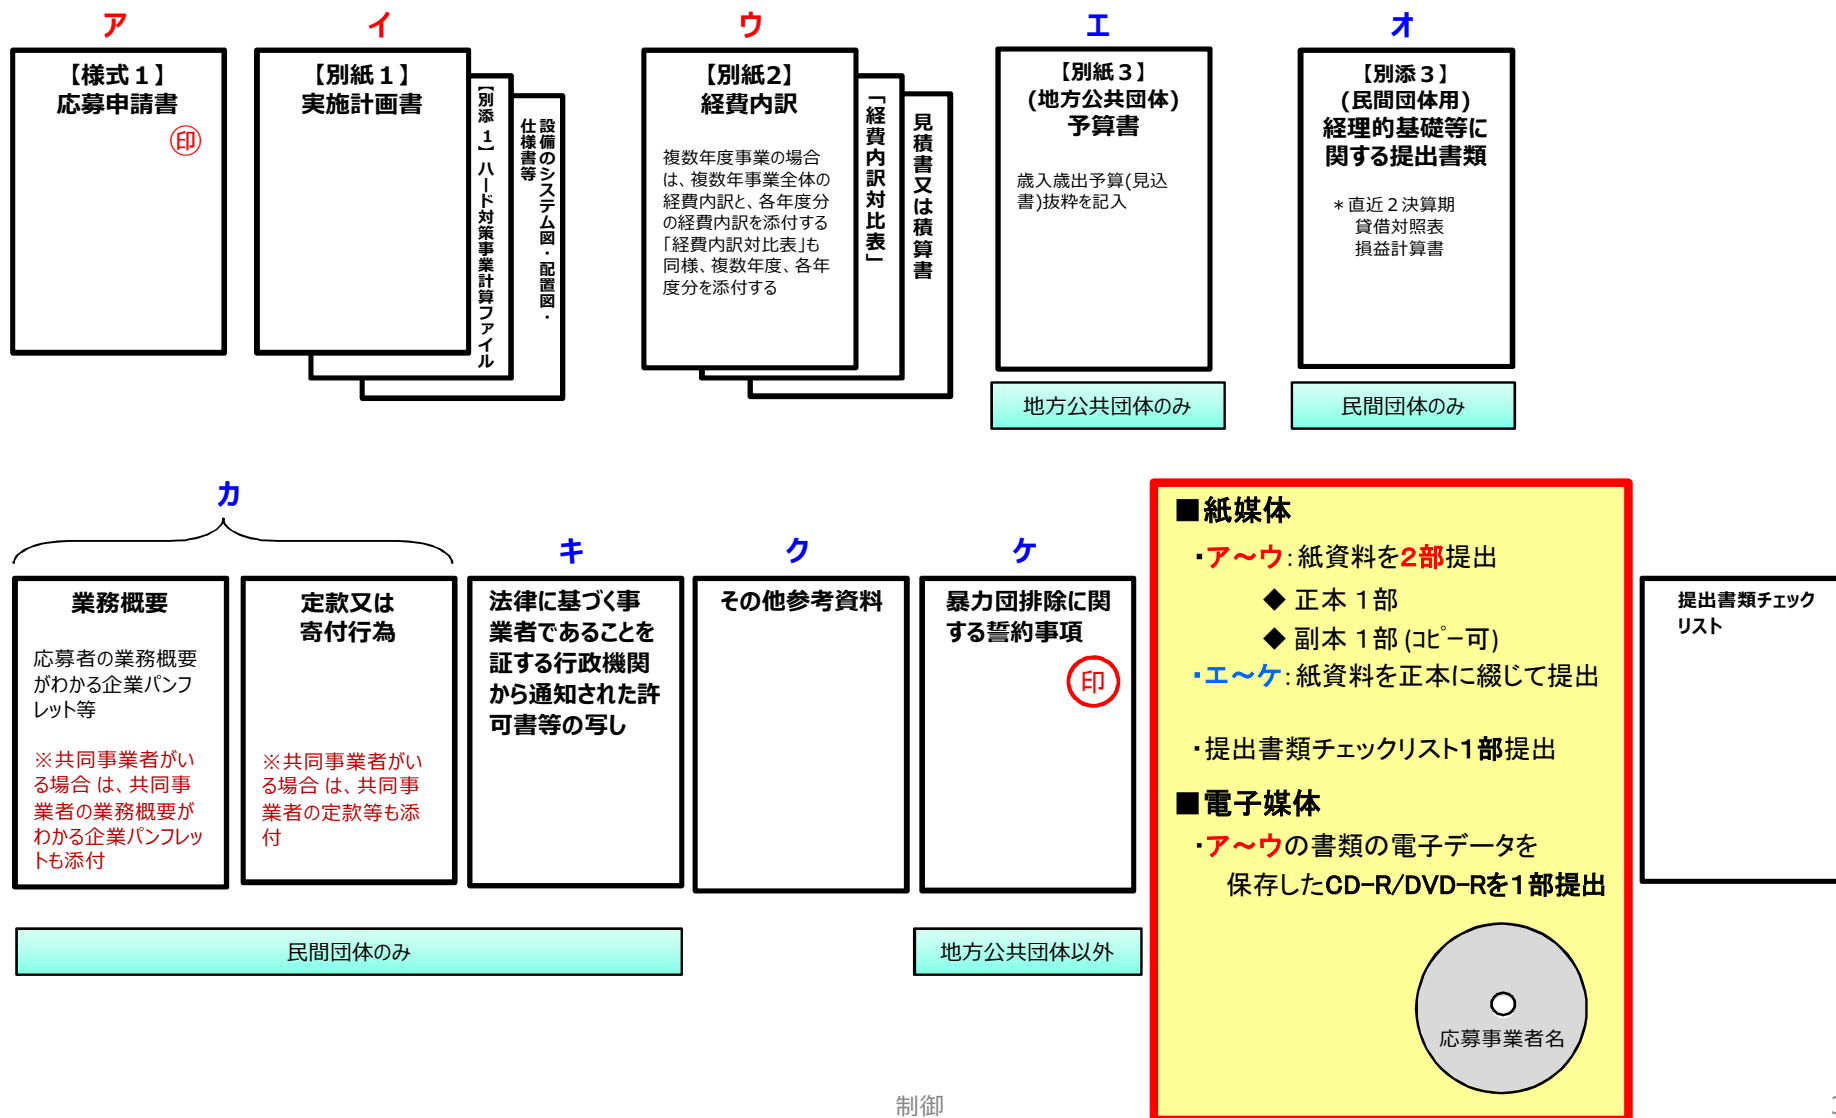 ア
イ
ウ
エ
オ
【様式１】
応募申請書
印
【別紙１】
実施計画書
【別添 １】ハード対策事業計算ファイル
設備のシステム図・配置図・
仕様書等
【別紙2】
経費内訳
複数年度事業の場合
は、複数年事業全体の
経費内訳と、各年度分
の経費内訳を添付する
「経費内訳対比表」も
同様、複数年度、各年
度分を添付する
「経費内訳対比表」
見積書又は積算書
【別紙３】
(地方公共団体)
予算書
歳入歳出予算(見込
書)抜粋を記入
地方公共団体のみ
【別添３】
(民間団体用)
経理的基礎等に
関する提出書類
＊直近２決算期
貸借対照表
損益計算書
民間団体のみ
カ
キ
ク
ケ
業務概要
応募者の業務概要
がわかる企業パンフ
レット等
※共同事業者がい
る場合 は、共同事
業者の業務概要が
わかる企業パンフレッ
トも添付
定款又は
寄付行為
※共同事業者がい
る場合 は、共同事
業者の定款等も添
付
法律に基づく事
業者であることを
証する行政機関
から通知された許
可書等の写し
その他参考資料
暴力団排除に関
する誓約事項
印
民間団体のみ
地方公共団体以外
■紙媒体
・ア～ウ：紙資料を２部提出
◆ 正本 １部
◆ 副本 １部 (ｺﾋﾟｰ可)
・エ～ケ：紙資料を正本に綴じて提出
・提出書類チェックリスト１部提出
■電子媒体
・ア～ウの書類の電子データを
保存したCD-R/DVD-Rを１部提出
応募事業者名
提出書類チェック
リスト
制御